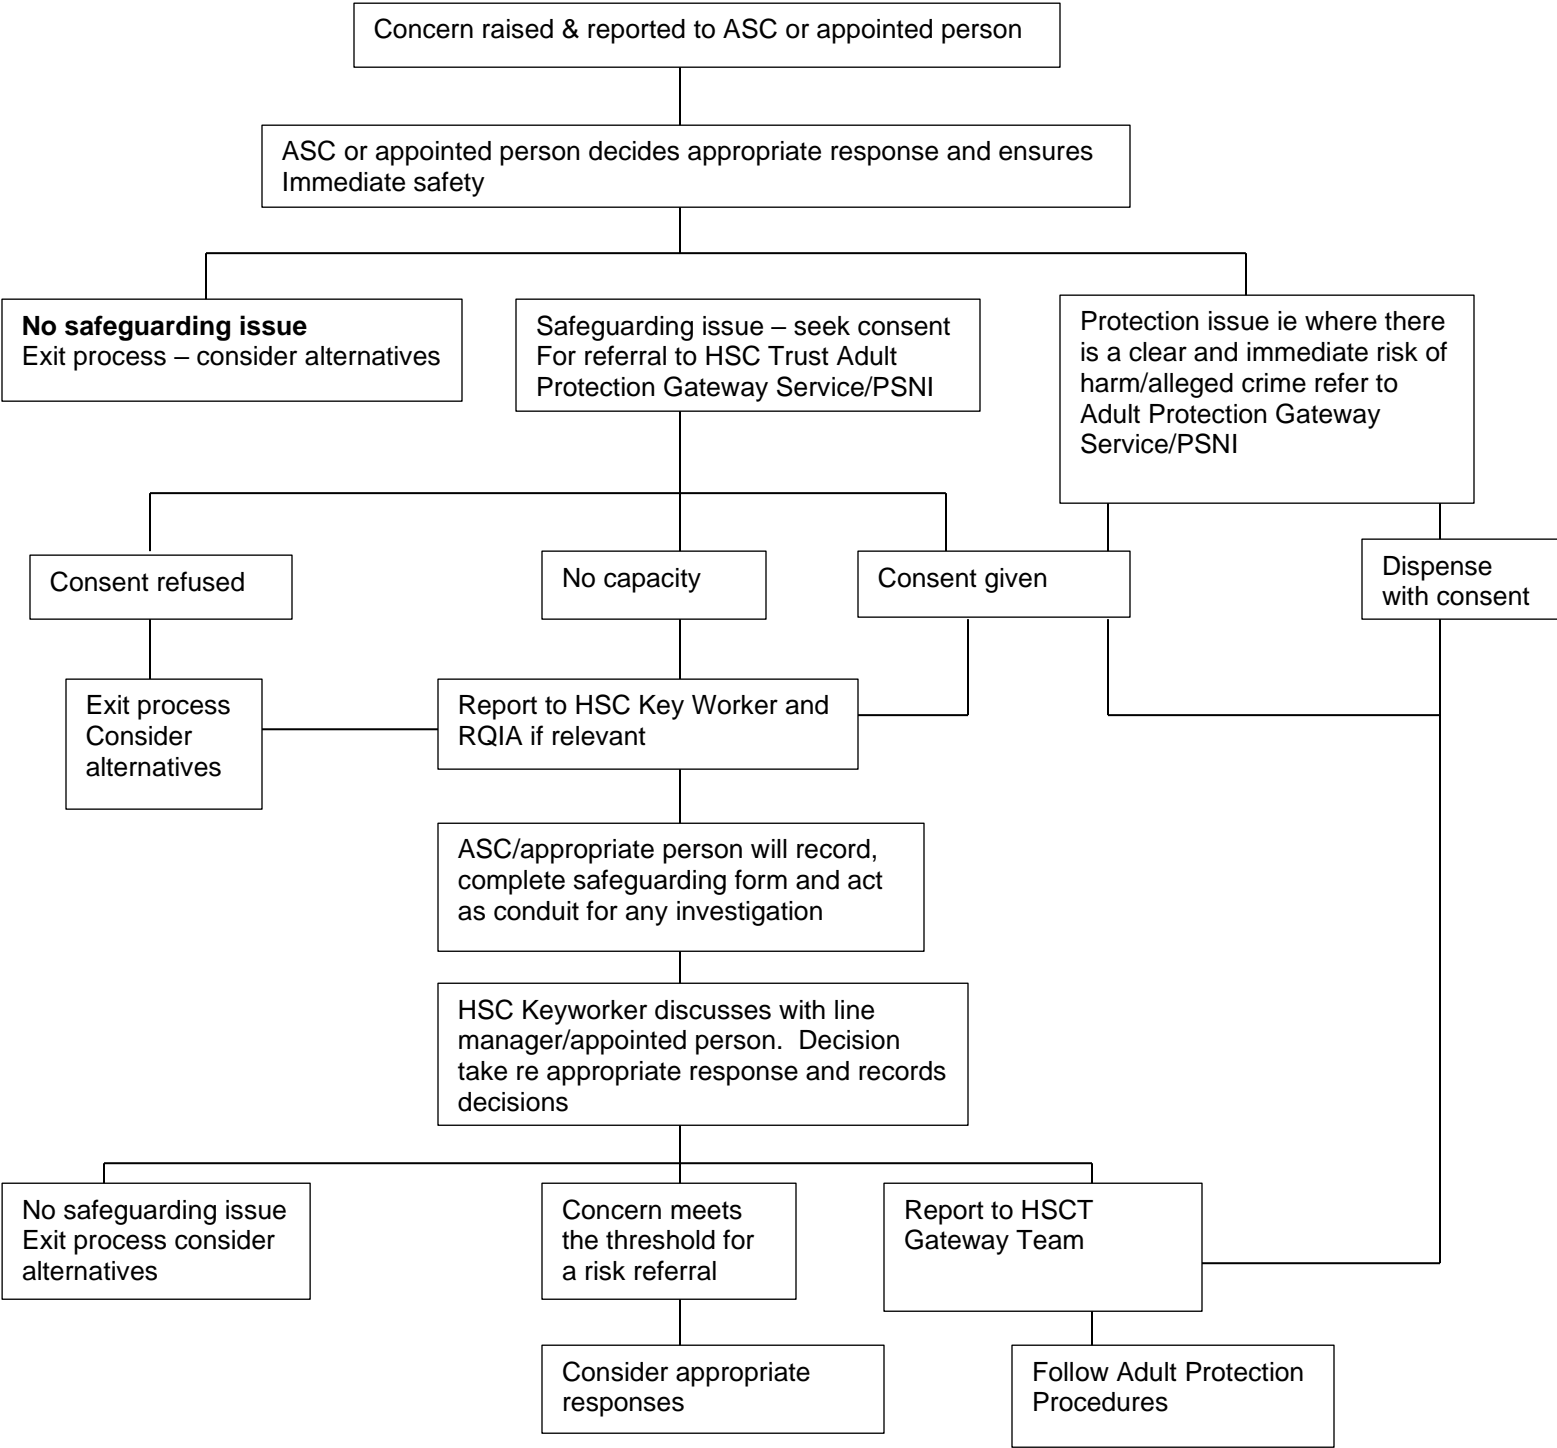 Concern raised & reported to ASC or appointed person
ASC or appointed person decides appropriate response and ensures
Immediate safety
No safeguarding issue
Exit process – consider alternatives
Safeguarding issue – seek consent
For referral to HSC Trust Adult
Protection Gateway Service/PSNI
Protection issue ie where there
is a clear and immediate risk of
harm/alleged crime refer to
Adult Protection Gateway
Service/PSNI
Consent refused
No capacity
Consent given
Dispense
with consent
Exit process
Consider
alternatives
Report to HSC Key Worker and
RQIA if relevant
ASC/appropriate person will record,
complete safeguarding form and act
as conduit for any investigation
HSC Keyworker discusses with line
manager/appointed person.  Decision
take re appropriate response and records
decisions
No safeguarding issue
Exit process consider
alternatives
Concern meets
the threshold for
a risk referral
Report to HSCT
Gateway Team
Consider appropriate
responses
Follow Adult Protection
Procedures